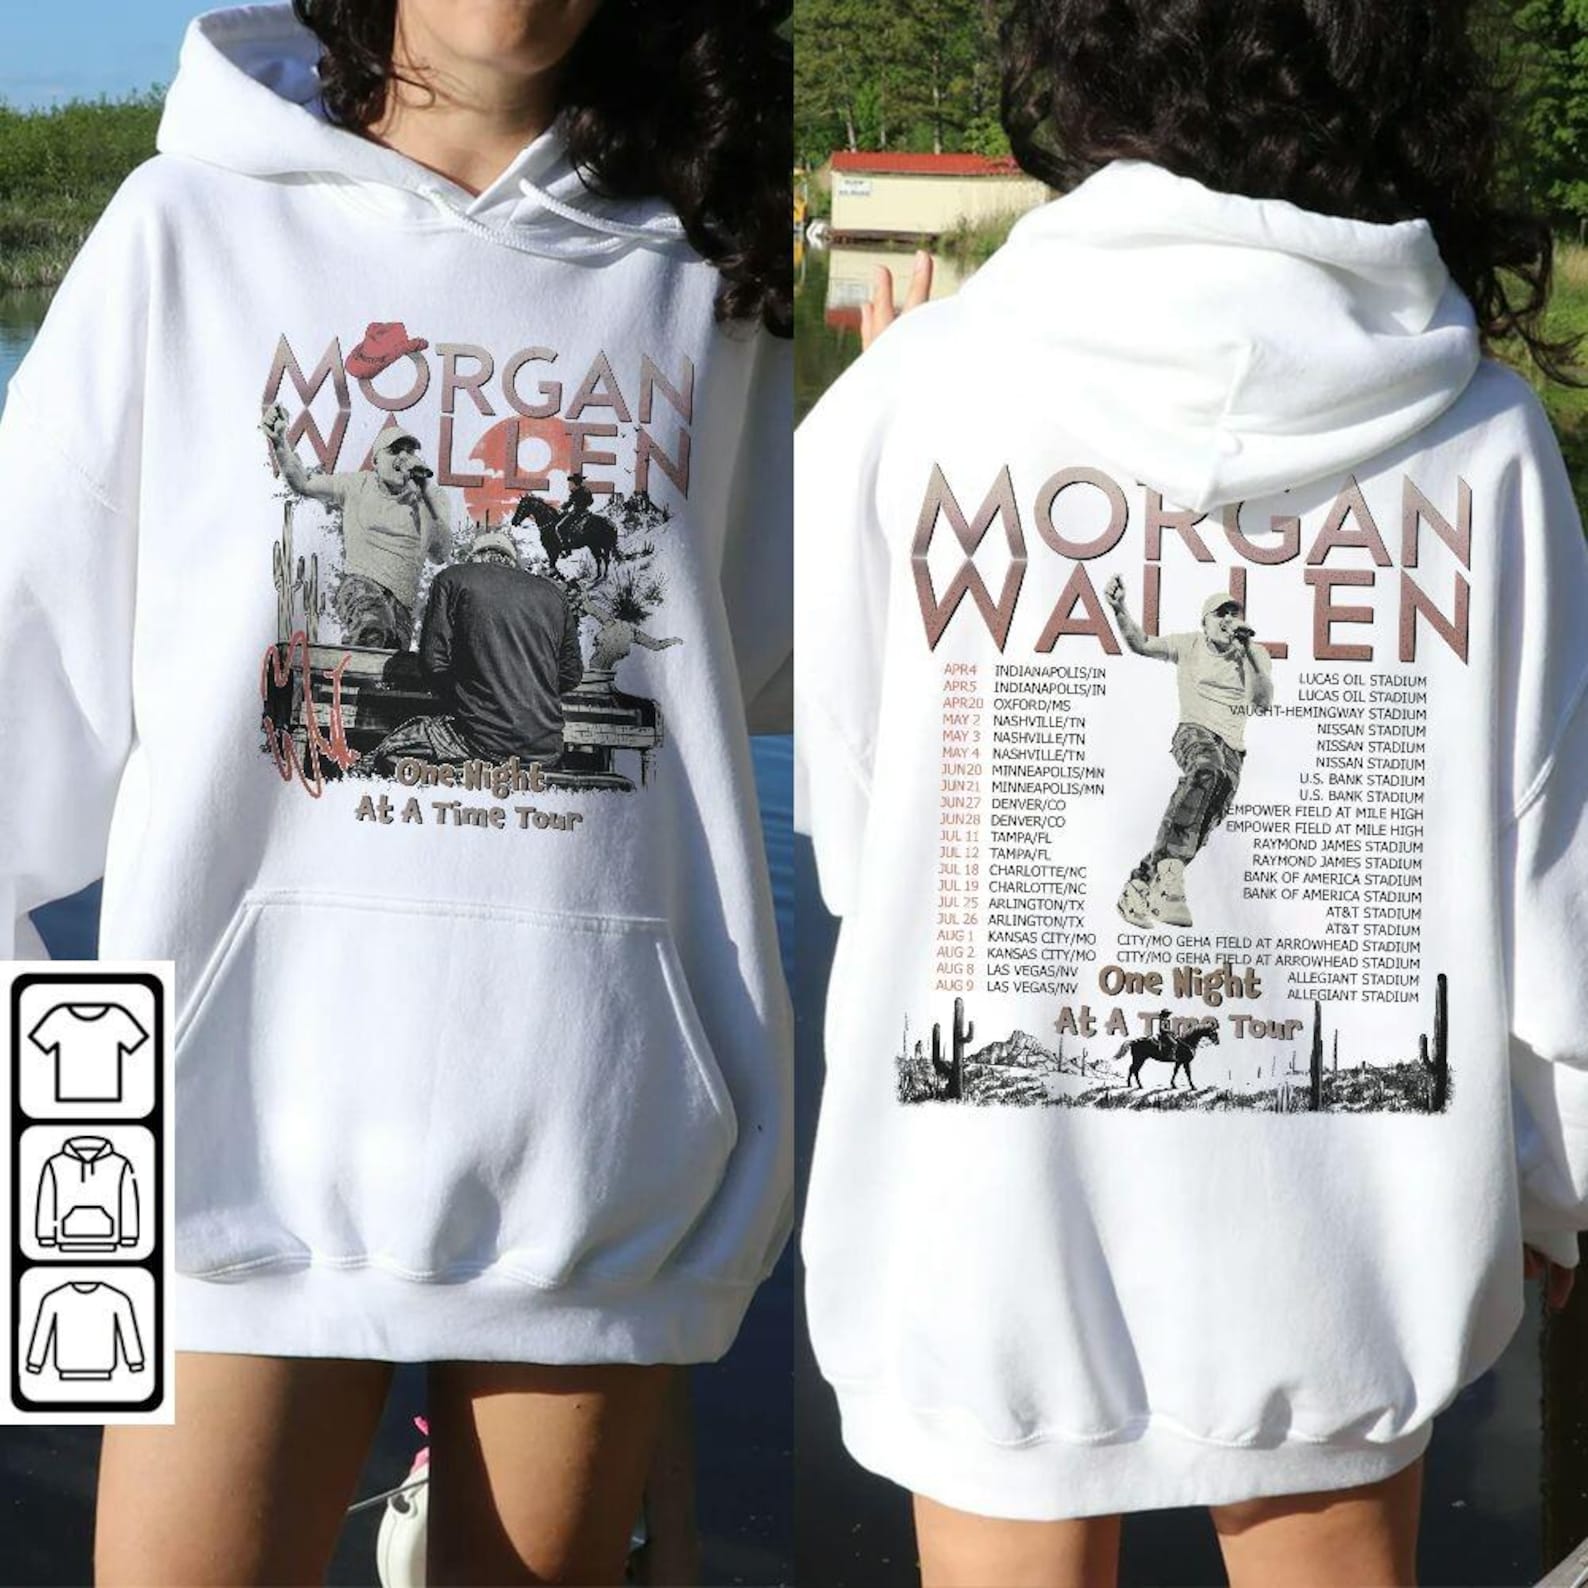 MORGAN
WALLEN
One Night
At A Time Tour
MORGAN
WALLEN
APR4 INDIANAPOLIS/IN LUCAS OIL STADIUM
APR5 INDIANAPOLIS/IN LUCAS OIL STADIUM
APR20 OXFORD/MS VAUGHT-HEMINGWAY STADIUM
MAY 2 NASHVILLE/TN NISSAN STADIUM
MAY 3 NASHVILLE/TN NISSAN STADIUM
MAY 4 NASHVILLE/TN NISSAN STADIUM
JUN20 MINNEAPOLIS/MN U.S. BANK STADIUM
JUN21 MINNEAPOLIS/MN U.S. BANK STADIUM
JUN27 DENVER/CO EMPOWER FIELD AT MILE HIGH
JUN28 DENVER/CO EMPOWER FIELD AT MILE HIGH
JUL 11 TAMPA/FL RAYMOND JAMES STADIUM
JUL 12 TAMPA/FL RAYMOND JAMES STADIUM
JUL 18 CHARLOTTE/NC BANK OF AMERICA STADIUM
JUL 19 CHARLOTTE/NC BANK OF AMERICA STADIUM
JUL 25 ARLINGTON/TX AT&T STADIUM
JUL 26 ARLINGTON/TX AT&T STADIUM
AUG 1 KANSAS CITY/MO CITY/MO GEHA FIELD AT ARROWHEAD STADIUM
AUG 2 KANSAS CITY/MO CITY/MO GEHA FIELD AT ARROWHEAD STADIUM
AUG 8 LAS VEGAS/NV ALLEGIANT STADIUM
AUG 9 LAS VEGAS/NV ALLEGIANT STADIUM
One Night
At A Time Tour